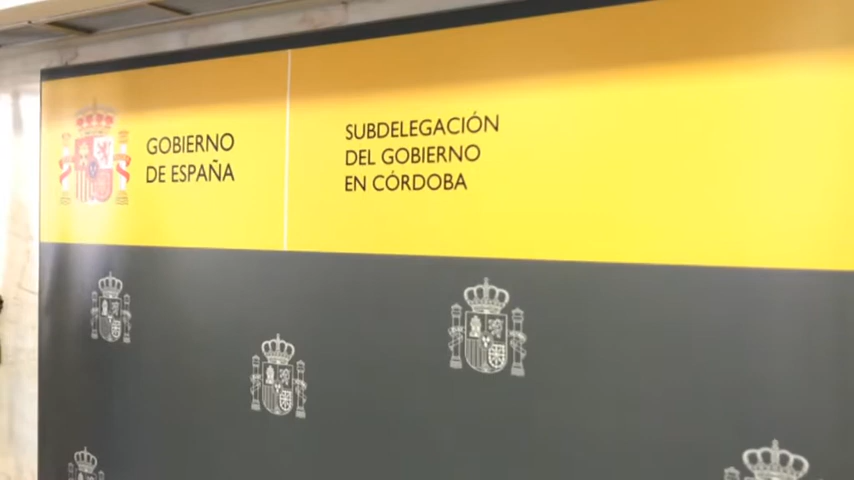 GOBIERNO
DE ESPAÑA
SUBDELEGACIÓN
DEL GOBIERNO
EN CÓRDOBA